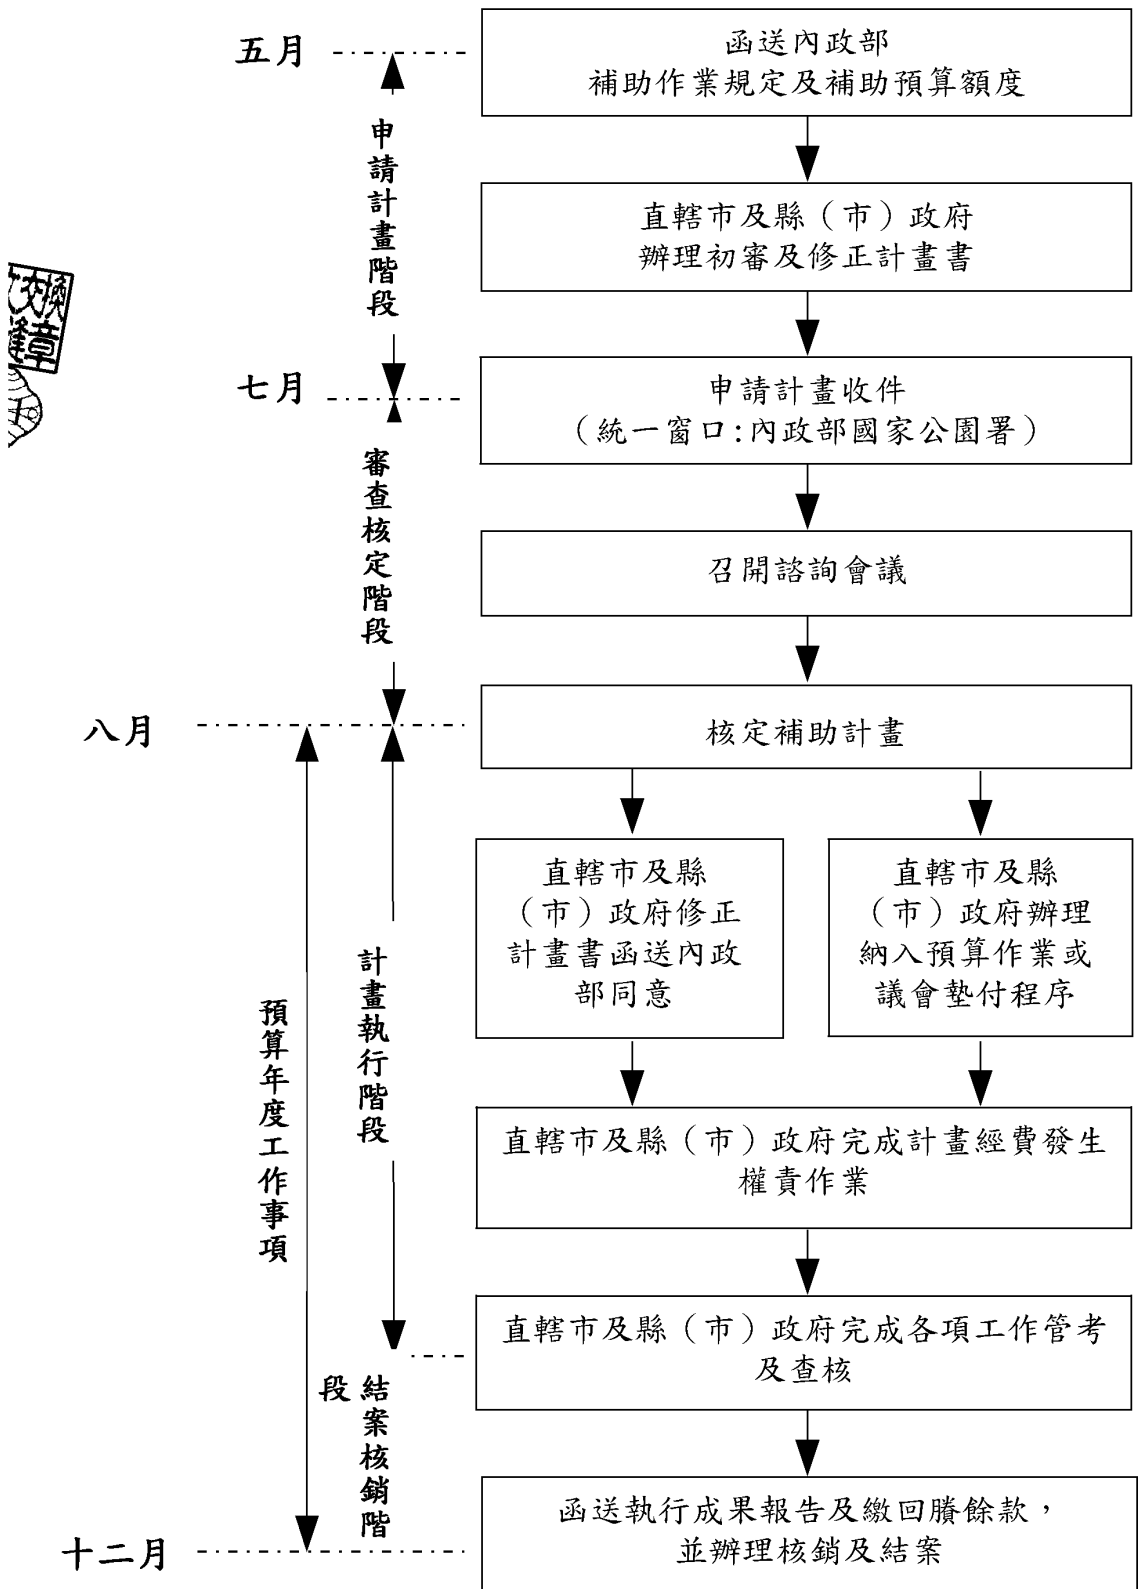 五月
函送內政部
補助作業規定及補助預算額度
申請計畫階段
直轄市及縣（市）政府
辦理初審及修正計畫書
交換
章
七月
申請計畫收件
（統一窗口:內政部國家公園署）
審查核定階段
召開諮詢會議
八月
核定補助計畫
直轄市及縣
（市）政府修正
計畫書函送內政
部同意
直轄市及縣
（市）政府辦理
納入預算作業或
議會墊付程序
計畫執行階段
預算年度工作事項
直轄市及縣（市）政府完成計畫經費發生
權責作業
直轄市及縣（市）政府完成各項工作管考
及查核
結案核銷階
段
十二月
函送執行成果報告及繳回賸餘款，
並辦理核銷及結案